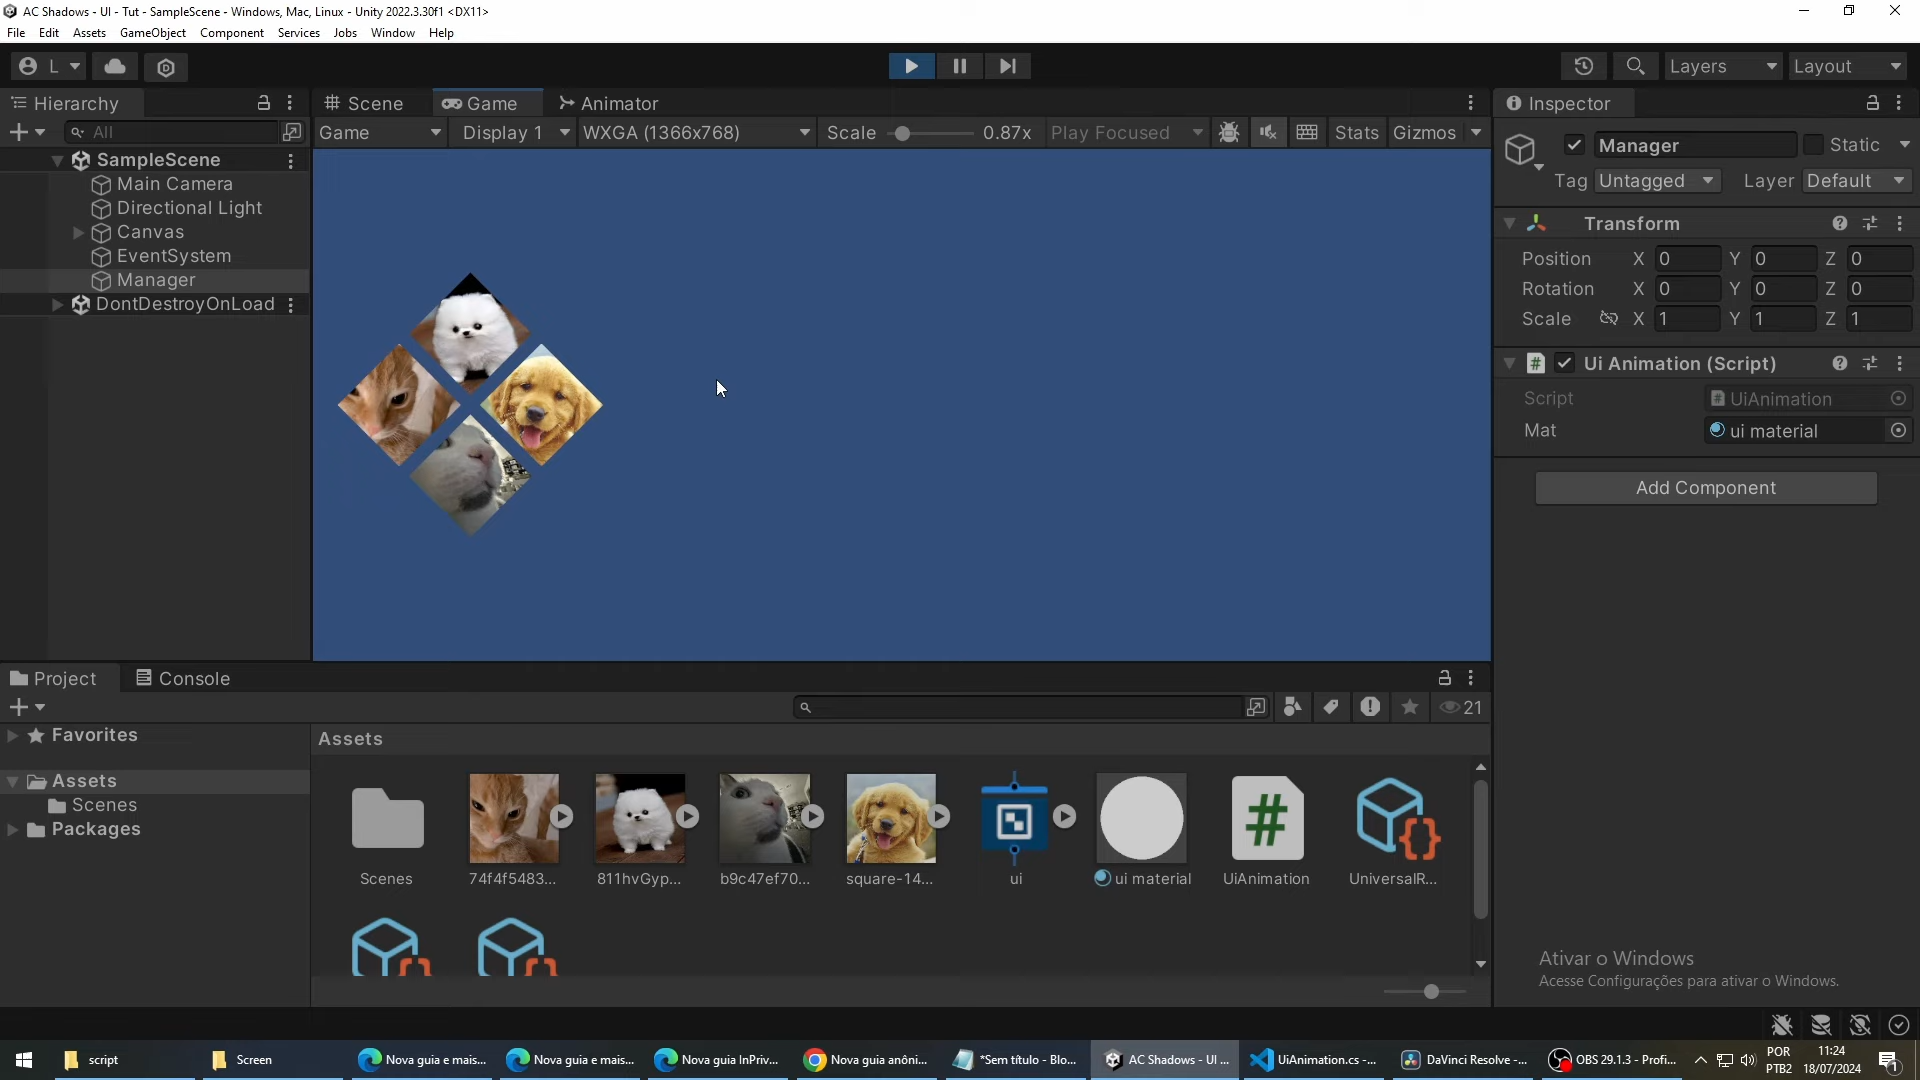 AC Shadows - UI - Tut - SampleScene - Windows, Mac, Linux - Unity 2022.3.30f1 <DX11>
File Edit Assets GameObject Component Services Jobs Window Help
L Layers Layout
Hierarchy Scene Game Animator Inspector
All Game Display 1 WXGA (1366x768) Scale 0.87x Play Focused Stats Gizmos
Manager Static
Tag Untagged Layer Default
SampleScene
Main Camera
Directional Light
Canvas
EventSystem
Manager
DontDestroyOnLoad
Transform
Position X 0 Y 0 Z 0
Rotation X 0 Y 0 Z 0
Scale X 1 Y 1 Z 1
Ui Animation (Script)
Script UiAnimation
Mat ui material
Add Component
Project Console
21
Favorites
Assets
Scenes
Packages
Assets
Scenes 74f4f5483... 811hvGyp... b9c47ef70... square-14... ui ui material UiAnimation UniversalR...
Ativar o Windows
Acesse Configurações para ativar o Windows.
script Screen Nova guia e mais... Nova guia e mais... Nova guia InPriv... Nova guia anôni... *Sem título - Blo... AC Shadows - UI ... UiAnimation.cs -... DaVinci Resolve -... OBS 29.1.3 - Profi...
POR
PTB2
11:24
18/07/2024
1